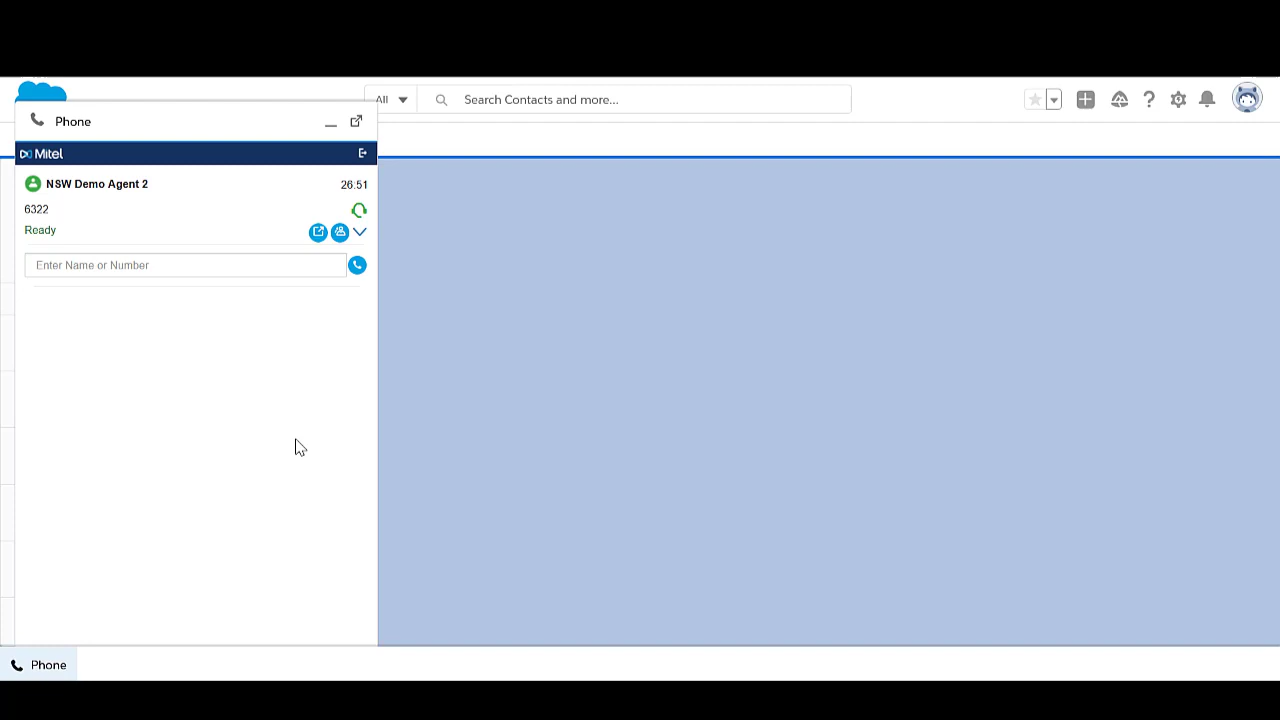 All
Search Contacts and more...
Phone
Mitel
NSW Demo Agent 2
26:51
6322
Ready
Enter Name or Number
Phone